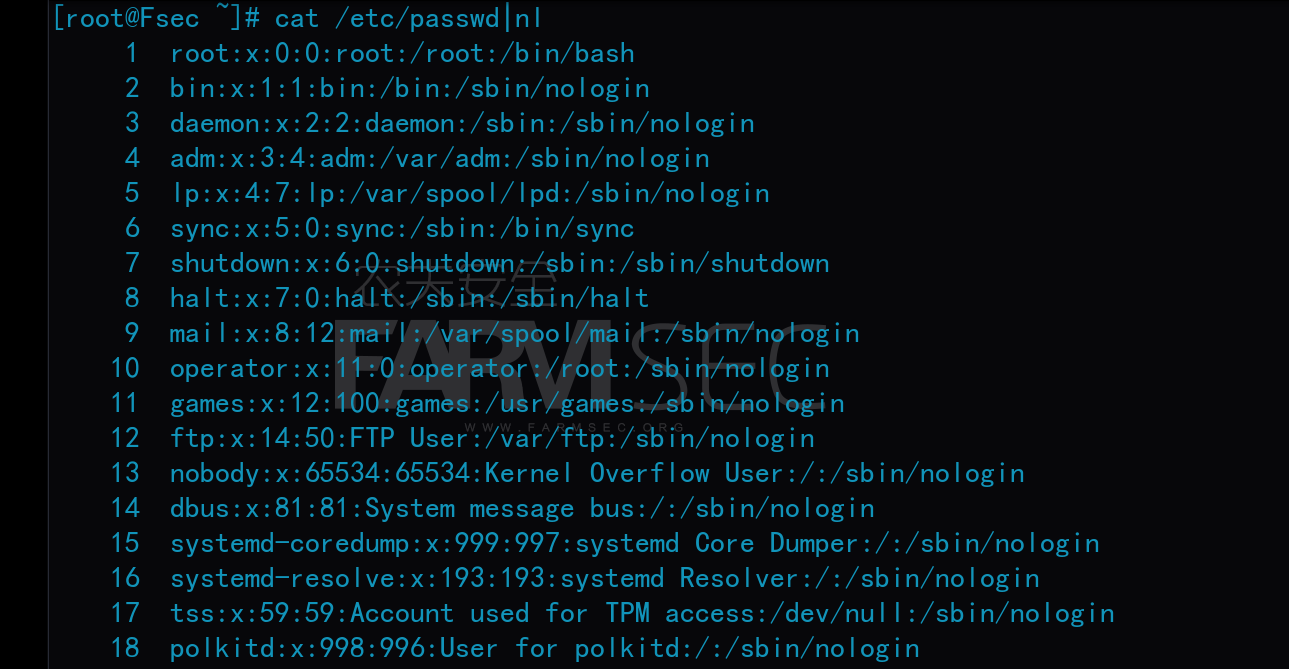 [root@Fsec ~]# cat /etc/passwd|nl
1 root:x:0:0:root:/root:/bin/bash
2 bin:x:1:1:bin:/bin:/sbin/nologin
3 daemon:x:2:2:daemon:/sbin:/sbin/nologin
4 adm:x:3:4:adm:/var/adm:/sbin/nologin
5 lp:x:4:7:lp:/var/spool/lpd:/sbin/nologin
6 sync:x:5:0:sync:/sbin:/bin/sync
7 shutdown:x:6:0:shutdown:/sbin:/sbin/shutdown
农夫安全
8 halt:x:7:0:halt:/sbin:/sbin/halt
9 mail:x:8:12:mail:/var/spool/mail:/sbin/nologin
FARMSEC
10 operator:x:11:0:operator:/root:/sbin/nologin
11 games:x:12:100:games:/usr/games:/sbin/nologin
WWW.FARMSEC.ORG
12 ftp:x:14:50:FTP User:/var/ftp:/sbin/nologin
13 nobody:x:65534:65534:Kernel Overflow User:/:/sbin/nologin
14 dbus:x:81:81:System message bus:/:/sbin/nologin
15 systemd-coredump:x:999:997:systemd Core Dumper:/:/sbin/nologin
16 systemd-resolve:x:193:193:systemd Resolver:/:/sbin/nologin
17 tss:x:59:59:Account used for TPM access:/dev/null:/sbin/nologin
18 polkitd:x:998:996:User for polkitd:/:/sbin/nologin